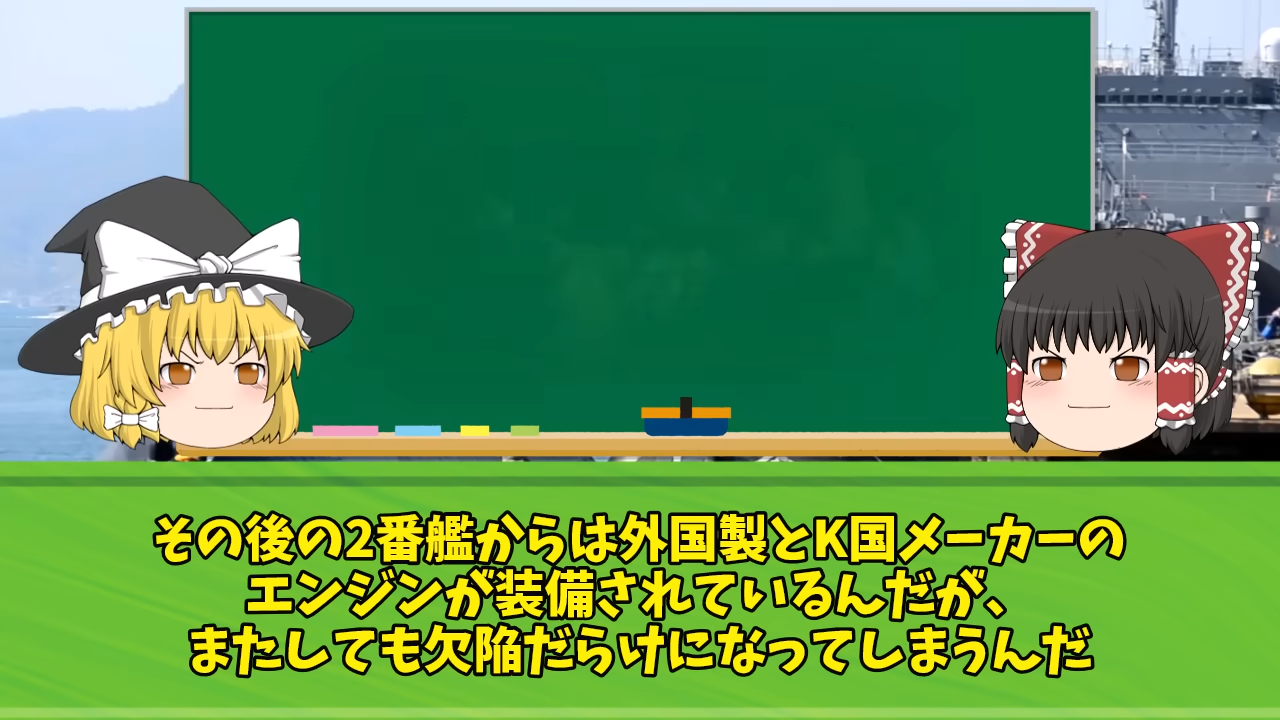 その後の2番艦からは外国製とK国メーカーの
エンジンが装備されているんだが、
またしても欠陥だらけになってしまうんだ